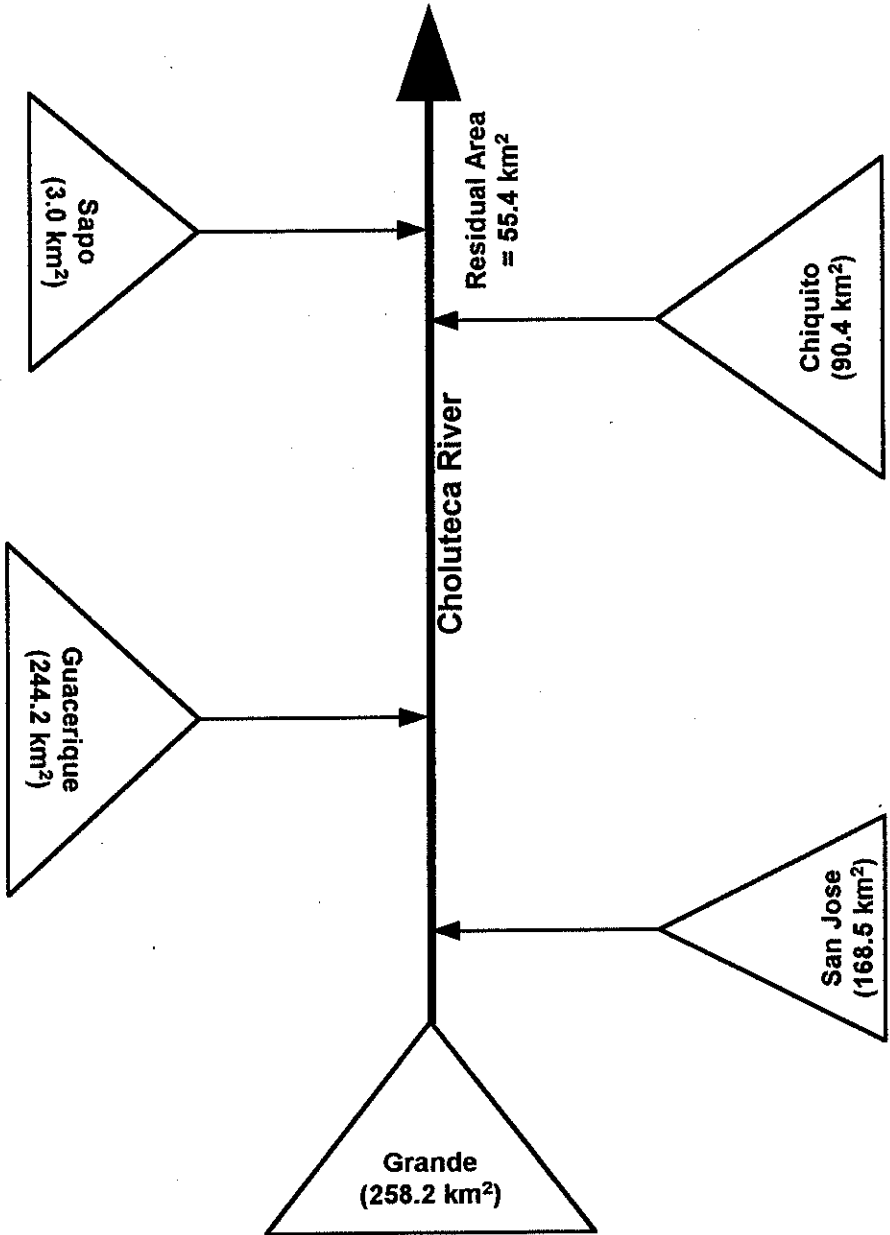 Residual Area
= 55.4 km²
Sapo
(3.0 km²)
Chiquito
(90.4 km²)
Choluteca River
Guacerique
(244.2 km²)
San Jose
(168.5 km²)
Grande
(258.2 km²)